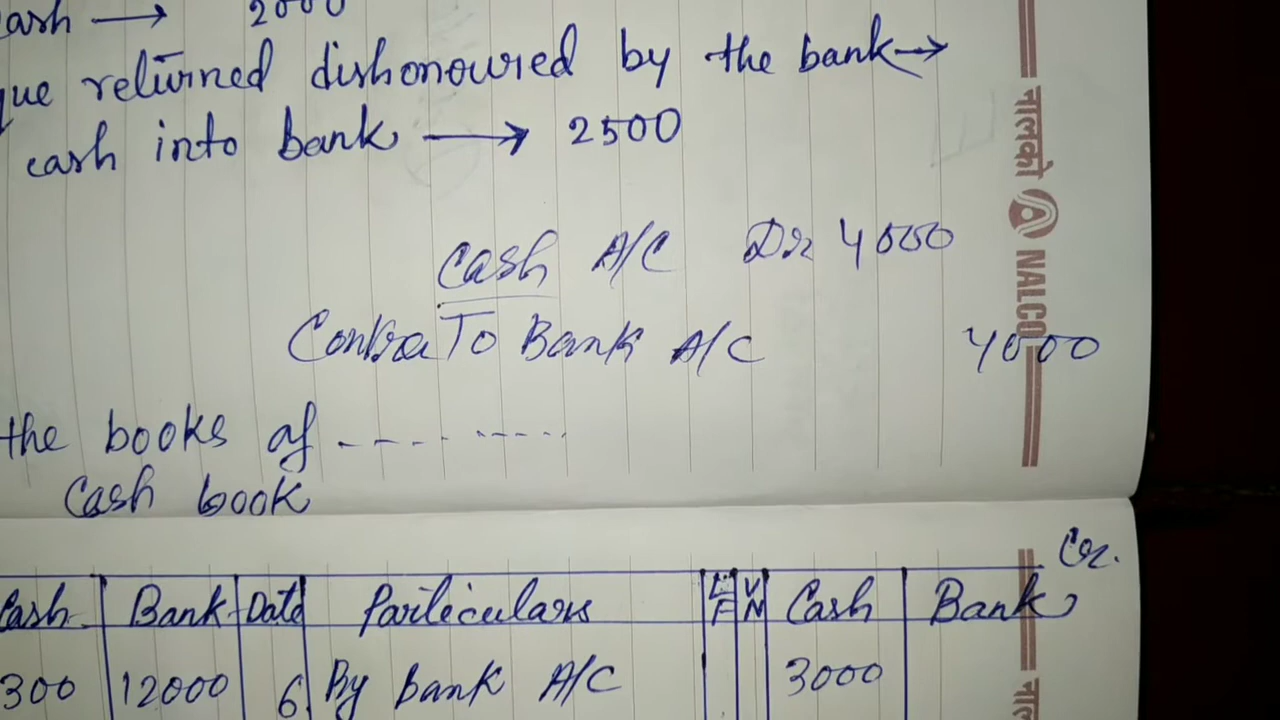 ash → 2000
que returned dishonoured by the bank →
cash into bank → 2500
Cash A/C Dr 4000
Contra To Bank A/C 4000
the books of
Cash book
Cr.
Cash Bank Date Particulars L.F VN Cash Bank
300 12000 6 By bank A/C 3000
नालको
NALCO
नाल